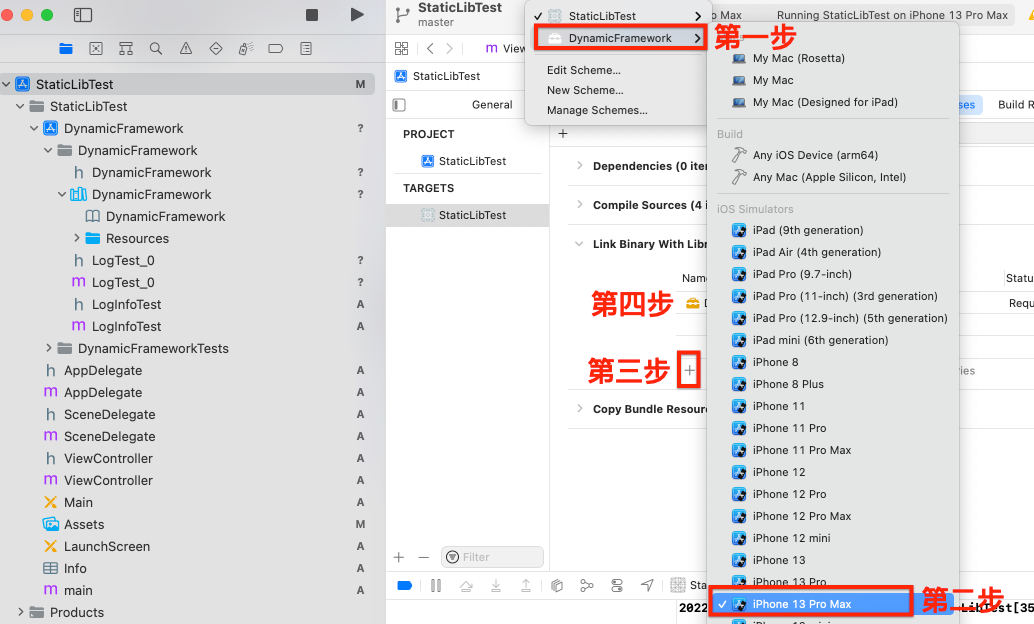 StaticLibTest
master
StaticLibTest
DynamicFramework
Edit Scheme...
New Scheme...
Manage Schemes...
第一步
Pro Max
Running StaticLibTest on iPhone 13 Pro Max
StaticLibTest M
StaticLibTest
DynamicFramework ?
DynamicFramework
h DynamicFramework ?
DynamicFramework ?
DynamicFramework
Resources
h LogTest_0 ?
m LogTest_0 ?
h LogInfoTest A
m LogInfoTest A
DynamicFrameworkTests
h AppDelegate A
m AppDelegate A
h SceneDelegate A
m SceneDelegate A
h ViewController A
m ViewController A
Main A
Assets M
LaunchScreen A
Info A
m main A
Products
m View
StaticLibTest
General
Build R
PROJECT
StaticLibTest
TARGETS
StaticLibTest
Filter
+
Dependencies (0 iter
Compile Sources (4 i
Link Binary With Libr
Name
Statu
第四步
D
Requ
第三步
+
ries
Copy Bundle Resour
My Mac (Rosetta)
My Mac
My Mac (Designed for iPad)
Build
Any iOS Device (arm64)
Any Mac (Apple Silicon, Intel)
iOS Simulators
iPad (9th generation)
iPad Air (4th generation)
iPad Pro (9.7-inch)
iPad Pro (11-inch) (3rd generation)
iPad Pro (12.9-inch) (5th generation)
iPad mini (6th generation)
iPhone 8
iPhone 8 Plus
iPhone 11
iPhone 11 Pro
iPhone 11 Pro Max
iPhone 12
iPhone 12 Pro
iPhone 12 Pro Max
iPhone 12 mini
iPhone 13
iPhone 13 Pro
iPhone 13 Pro Max
iPhone 13 mini
第二步
Sta
2022
LibTest[35